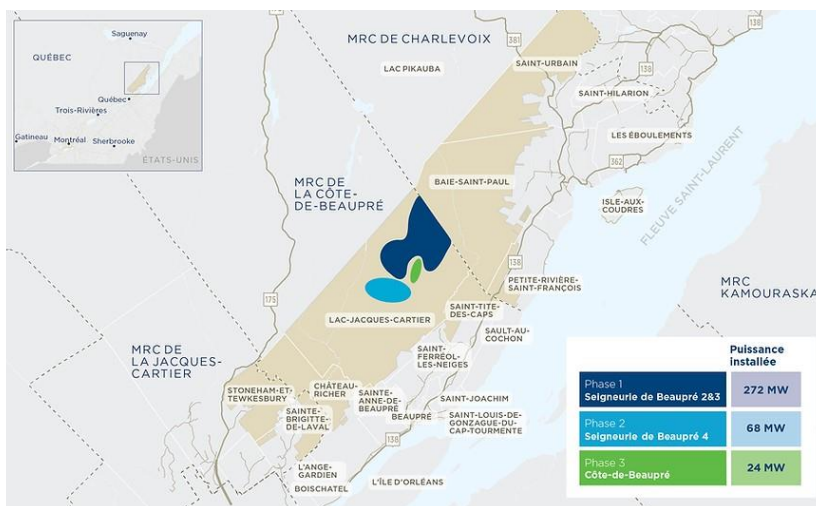 Saguenay
QUÉBEC
Québec
Trois-Rivières
Gatineau
Montréal
Sherbrooke
ÉTATS-UNIS
MRC DE CHARLEVOIX
381
SAINT-URBAIN
LAC PIKAUBA
138
SAINT-HILARION
LES ÉBOULEMENTS
362
BAIE-SAINT-PAUL
MRC DE
LA CÔTE-
DE-BEAUPRÉ
ISLE-AUX-
COUDRES
FLEUVE SAINT-LAURENT
138
PETITE-RIVIÈRE-
SAINT-FRANÇOIS
MRC
KAMOURASKA
175
LAC-JACQUES-CARTIER
SAINT-TITE-
DES-CAPS
SAULT-AU-
COCHON
MRC DE
LA JACQUES-
CARTIER
SAINT-
FERRÉOL-
LES-NEIGES
STONEHAM-ET-
TEWKESBURY
CHÂTEAU-
RICHER
SAINTE-
ANNE-DE-
BEAUPRÉ
SAINT-JOACHIM
SAINTE-
BRIGITTE-
DE-LAVAL
BEAUPRÉ
SAINT-LOUIS-DE-
GONZAGUE-DU-
CAP-TOURMENTE
138
L'ANGE-
GARDIEN
BOISCHATEL
L'ÎLE D'ORLÉANS
Puissance
installée
Phase 1
Seigneurie de Beaupré 2&3
272 MW
Phase 2
Seigneurie de Beaupré 4
68 MW
Phase 3
Côte-de-Beaupré
24 MW